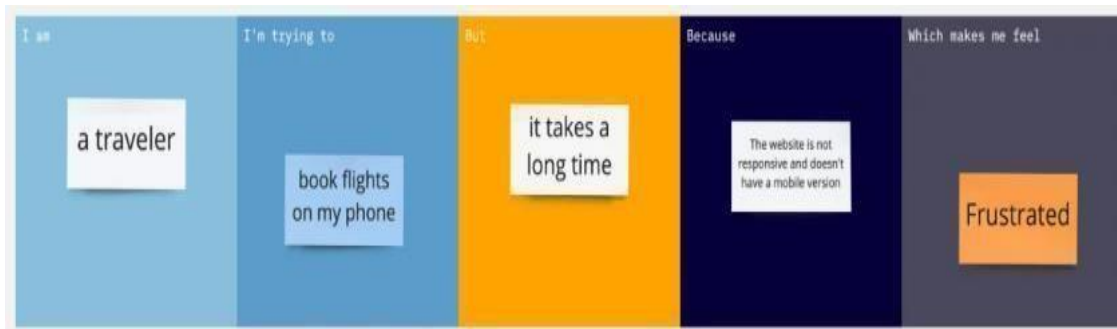 I am
a traveler
I'm trying to
book flights
on my phone
But
it takes a
long time
Because
The website is not
responsive and doesn't
have a mobile version
Which makes me feel
Frustrated